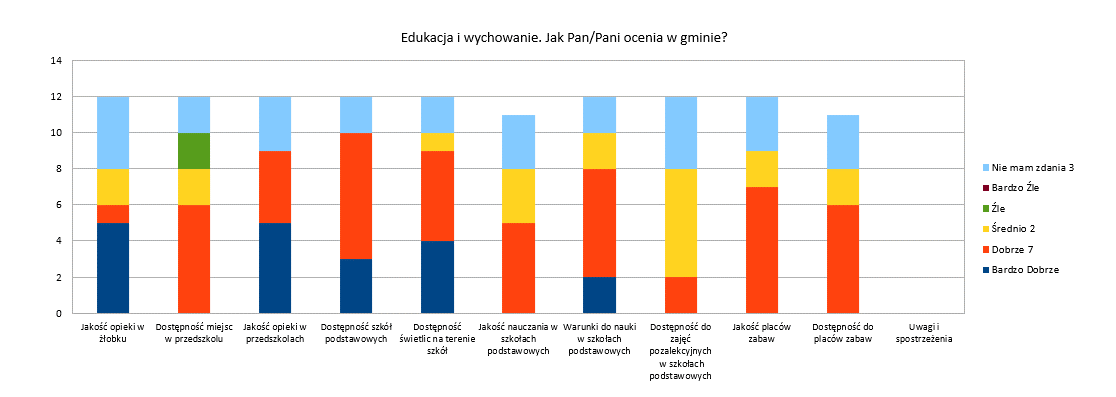 Edukacja i wychowanie. Jak Pan/Pani ocenia w gminie?
14
12
10
8
6
4
2
0
Jakość opieki w
żłobku
Dostępność miejsc
w przedszkolu
Jakość opieki w
przedszkolach
Dostępność szkół
podstawowych
Dostępność
świetlic na terenie
szkół
Jakość nauczania w
szkołach
podstawowych
Warunki do nauki
w szkołach
podstawowych
Dostępność do
zajęć
pozalekcyjnych
w szkołach
podstawowych
Jakość placów
zabaw
Dostępność do
placów zabaw
Uwagi i
spostrzeżenia
Nie mam zdania 3
Bardzo Źle
Źle
Średnio 2
Dobrze 7
Bardzo Dobrze